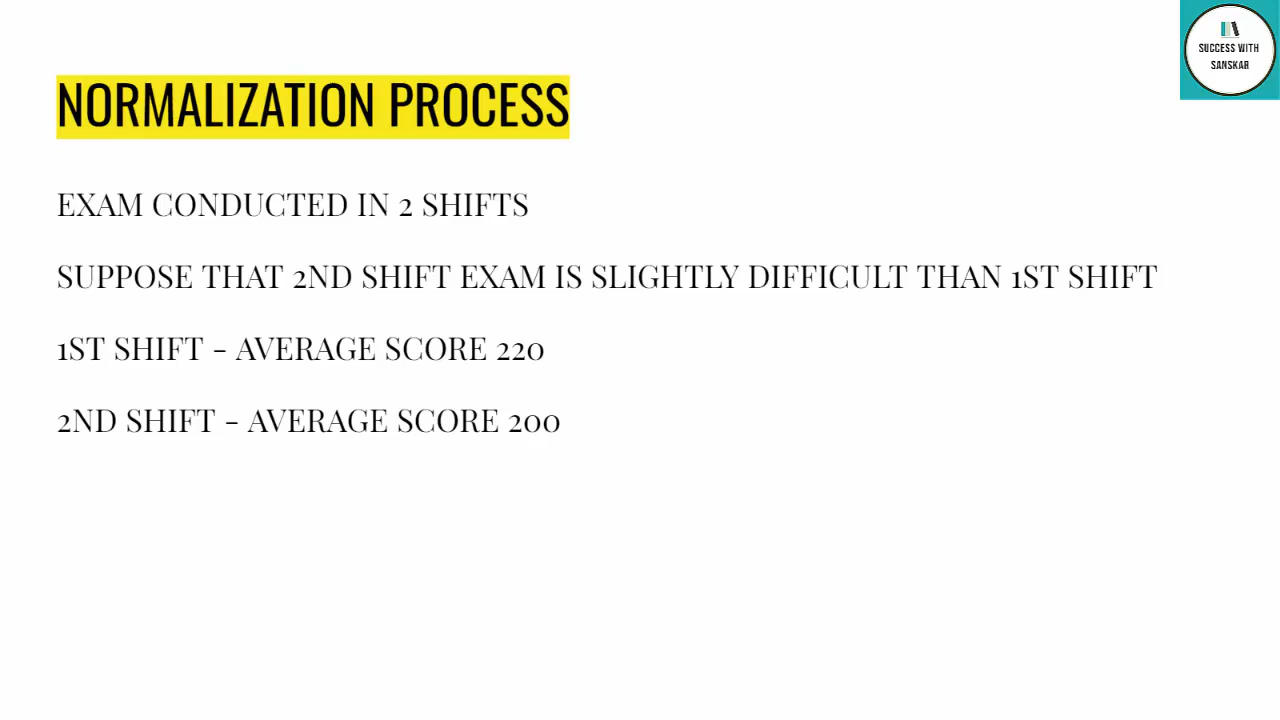 SUCCESS WITH
SANSKAR
NORMALIZATION PROCESS
EXAM CONDUCTED IN 2 SHIFTS
SUPPOSE THAT 2ND SHIFT EXAM IS SLIGHTLY DIFFICULT THAN 1ST SHIFT
1ST SHIFT - AVERAGE SCORE 220
2ND SHIFT - AVERAGE SCORE 200